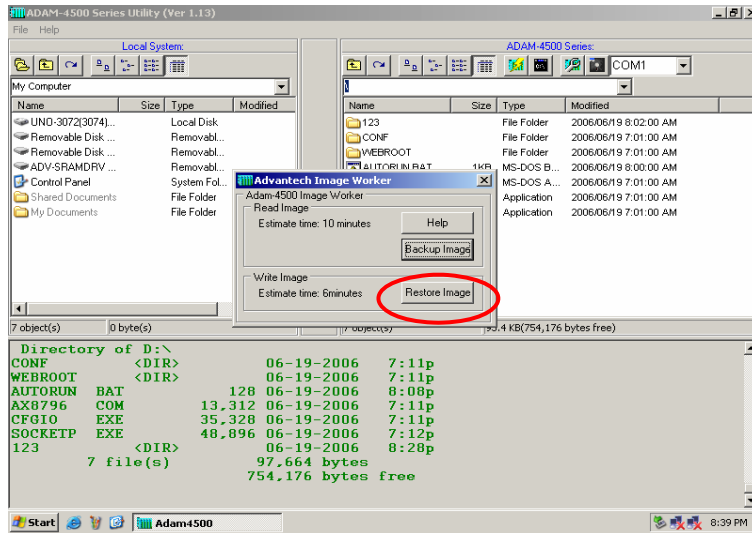 ADAM-4500 Series Utility (Ver 1.13)
File Help
Local System:
ADAM-4500 Series:
COM1
My Computer
\
Name Size Type Modified
UNO-3072(3074)... Local Disk
Removable Disk ... Removabl...
Removable Disk ... Removabl...
ADV-SRAMDRV ... Removabl...
Control Panel System Fol...
Shared Documents File Folder
My Documents File Folder
Name Size Type Modified
123 File Folder 2006/06/19 8:02:00 AM
CONF File Folder 2006/06/19 7:01:00 AM
WEBROOT File Folder 2006/06/19 7:01:00 AM
AUTORUN.BAT 1KB MS-DOS B... 2006/06/19 8:00:00 AM
MS-DOS A... 2006/06/19 7:01:00 AM
Application 2006/06/19 7:01:00 AM
Application 2006/06/19 7:01:00 AM
Advantech Image Worker
Adam-4500 Image Worker
Read Image
Estimate time: 10 minutes
Help
Backup Image
Write Image
Estimate time: 6minutes
Restore Image
7 object(s) 0 byte(s) 7 object(s) 95.4 KB(754,176 bytes free)
Directory of D:\
CONF <DIR> 06-19-2006 7:11p
WEBROOT <DIR> 06-19-2006 7:11p
AUTORUN BAT 128 06-19-2006 8:08p
AX8796 COM 13,312 06-19-2006 7:11p
CFGIO EXE 35,328 06-19-2006 7:11p
SOCKETP EXE 48,896 06-19-2006 7:12p
123 <DIR> 06-19-2006 8:28p
7 file(s) 97,664 bytes
754,176 bytes free
Start Adam4500 8:39 PM